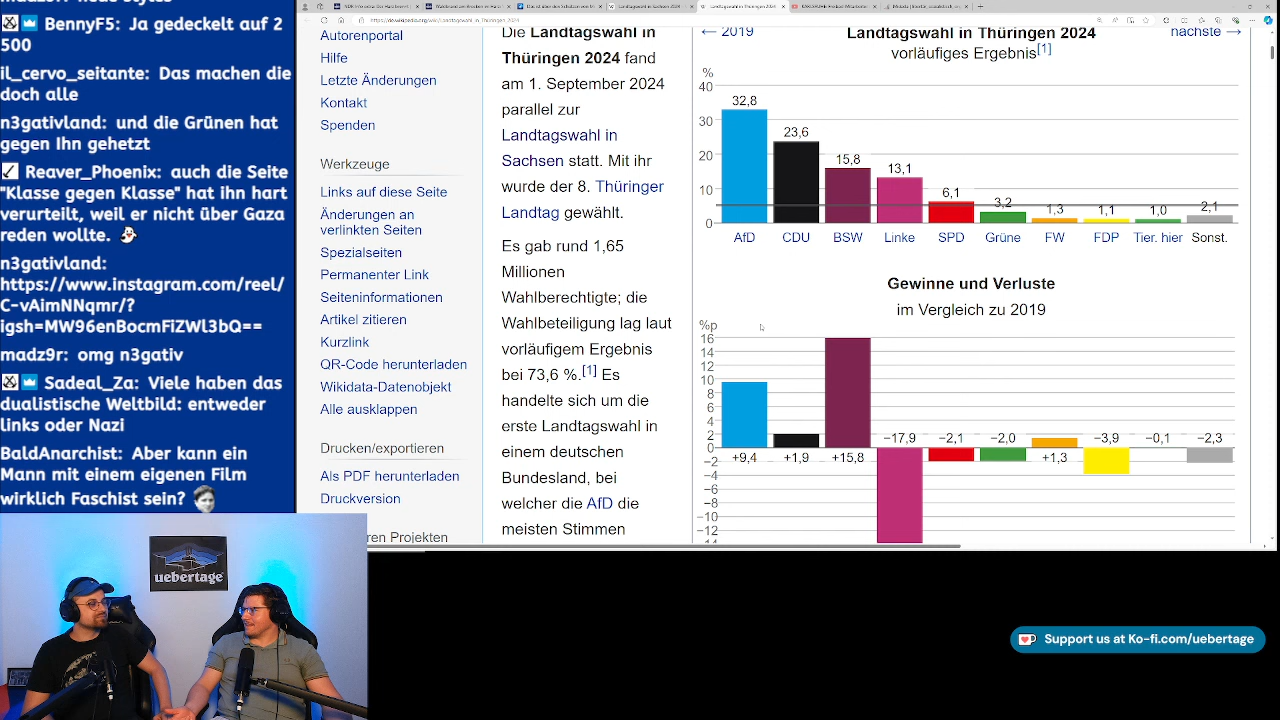 BennyF5: Ja gedeckelt auf 2
500
il_cervo_seitante: Das machen die
doch alle
n3gativland: und die Grünen hat
gegen Ihn gehetzt
Reaver_Phoenix: auch die Seite
"Klasse gegen Klasse" hat ihn hart
verurteilt, weil er nicht über Gaza
reden wollte.
n3gativland:
https://www.instagram.com/reel/
C-vAimNNqmr/?
igsh=MW96enBocmFiZWl3bQ==
madz9r: omg n3gativ
Sadeal_Za: Viele haben das
dualistische Weltbild: entweder
links oder Nazi
BaldAnarchist: Aber kann ein
Mann mit einem eigenen Film
wirklich Faschist sein?
uebertage
Autorenportal
Hilfe
Letzte Änderungen
Kontakt
Spenden
Werkzeuge
Links auf diese Seite
Änderungen an
verlinkten Seiten
Spezialseiten
Permanenter Link
Seiteninformationen
Artikel zitieren
Kurzlink
QR-Code herunterladen
Wikidata-Datenobjekt
Alle ausklappen
Drucken/exportieren
Als PDF herunterladen
Druckversion
ren Projekten
Die Landtagswahl in
Thüringen 2024 fand
am 1. September 2024
parallel zur
Landtagswahl in
Sachsen statt. Mit ihr
wurde der 8. Thüringer
Landtag gewählt.
Es gab rund 1,65
Millionen
Wahlberechtigte; die
Wahlbeteiligung lag laut
vorläufigem Ergebnis
bei 73,6 %.[1] Es
handelte sich um die
erste Landtagswahl in
einem deutschen
Bundesland, bei
welcher die AfD die
meisten Stimmen
← 2019
Landtagswahl in Thüringen 2024
nächste →
vorläufiges Ergebnis[1]
%
40
30
20
10
0
32,8
23,6
15,8
13,1
6,1
3,2
1,3
1,1
1,0
2,1
AfD CDU BSW Linke SPD Grüne FW FDP Tier. hier Sonst.
Gewinne und Verluste
im Vergleich zu 2019
%p
16
14
12
10
8
6
4
2
0
−2
−4
−6
−8
−10
−12
+9,4
+1,9
+15,8
−17,9
−2,1
−2,0
+1,3
−3,9
−0,1
−2,3
Support us at Ko-fi.com/uebertage